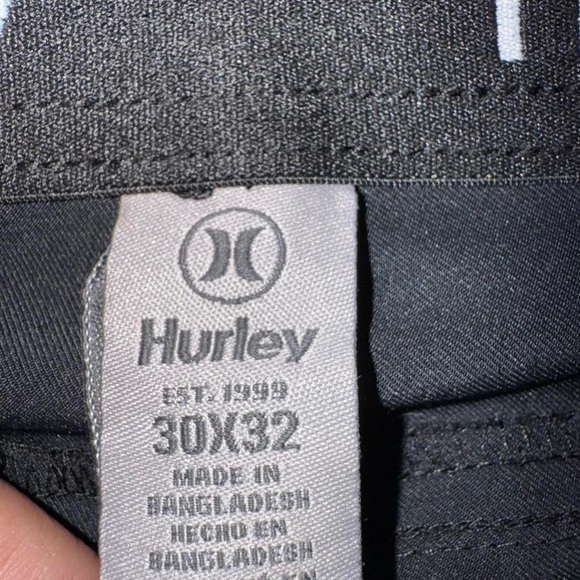 Hurley
EST. 1999
30X32
MADE IN
BANGLADESH
HECHO EN
BANGLADESH